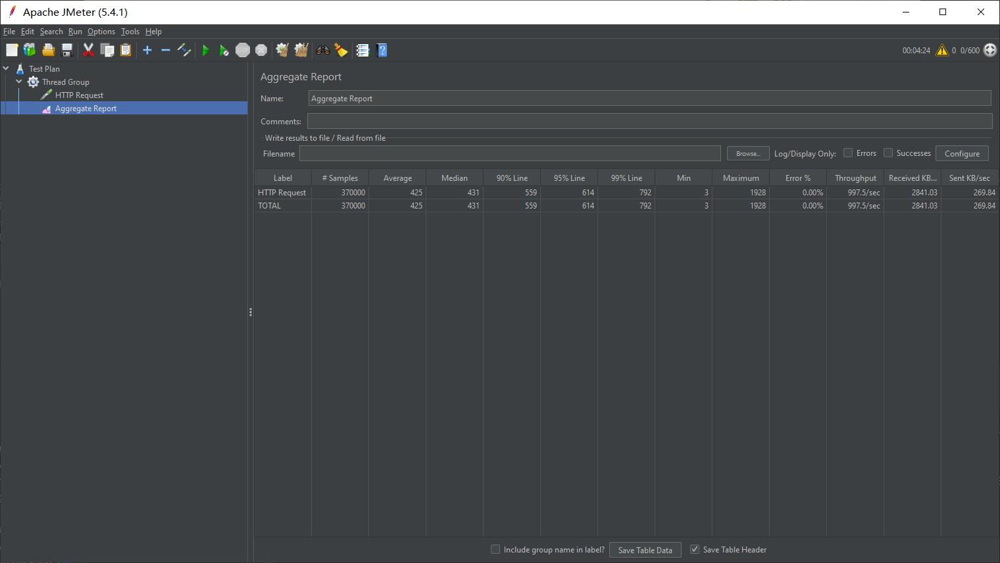 Apache JMeter (5.4.1)
File Edit Search Run Options Tools Help
STOP
00:04:24 0 0/600
Test Plan
Thread Group
HTTP Request
Aggregate Report
Aggregate Report
Name: Aggregate Report
Comments:
Write results to file / Read from file
Filename Browse... Log/Display Only: Errors Successes Configure
Label # Samples Average Median 90% Line 95% Line 99% Line Min Maximum Error % Throughput Received KB... Sent KB/sec
HTTP Request 370000 425 431 559 614 792 3 1928 0.00% 997.5/sec 2841.03 269.84
TOTAL 370000 425 431 559 614 792 3 1928 0.00% 997.5/sec 2841.03 269.84
Include group name in label? Save Table Data Save Table Header